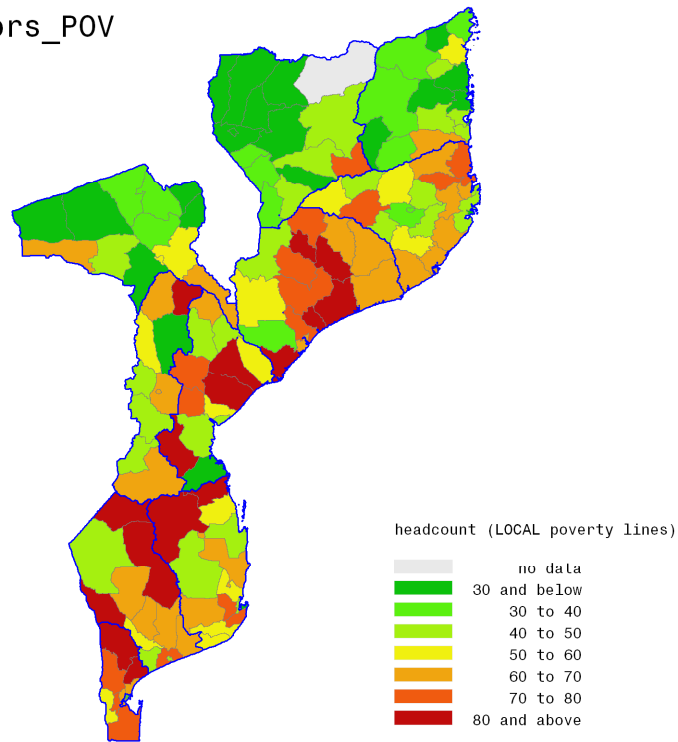 ors_POV
headcount (LOCAL poverty lines)
no data
30 and below
30 to 40
40 to 50
50 to 60
60 to 70
70 to 80
80 and above